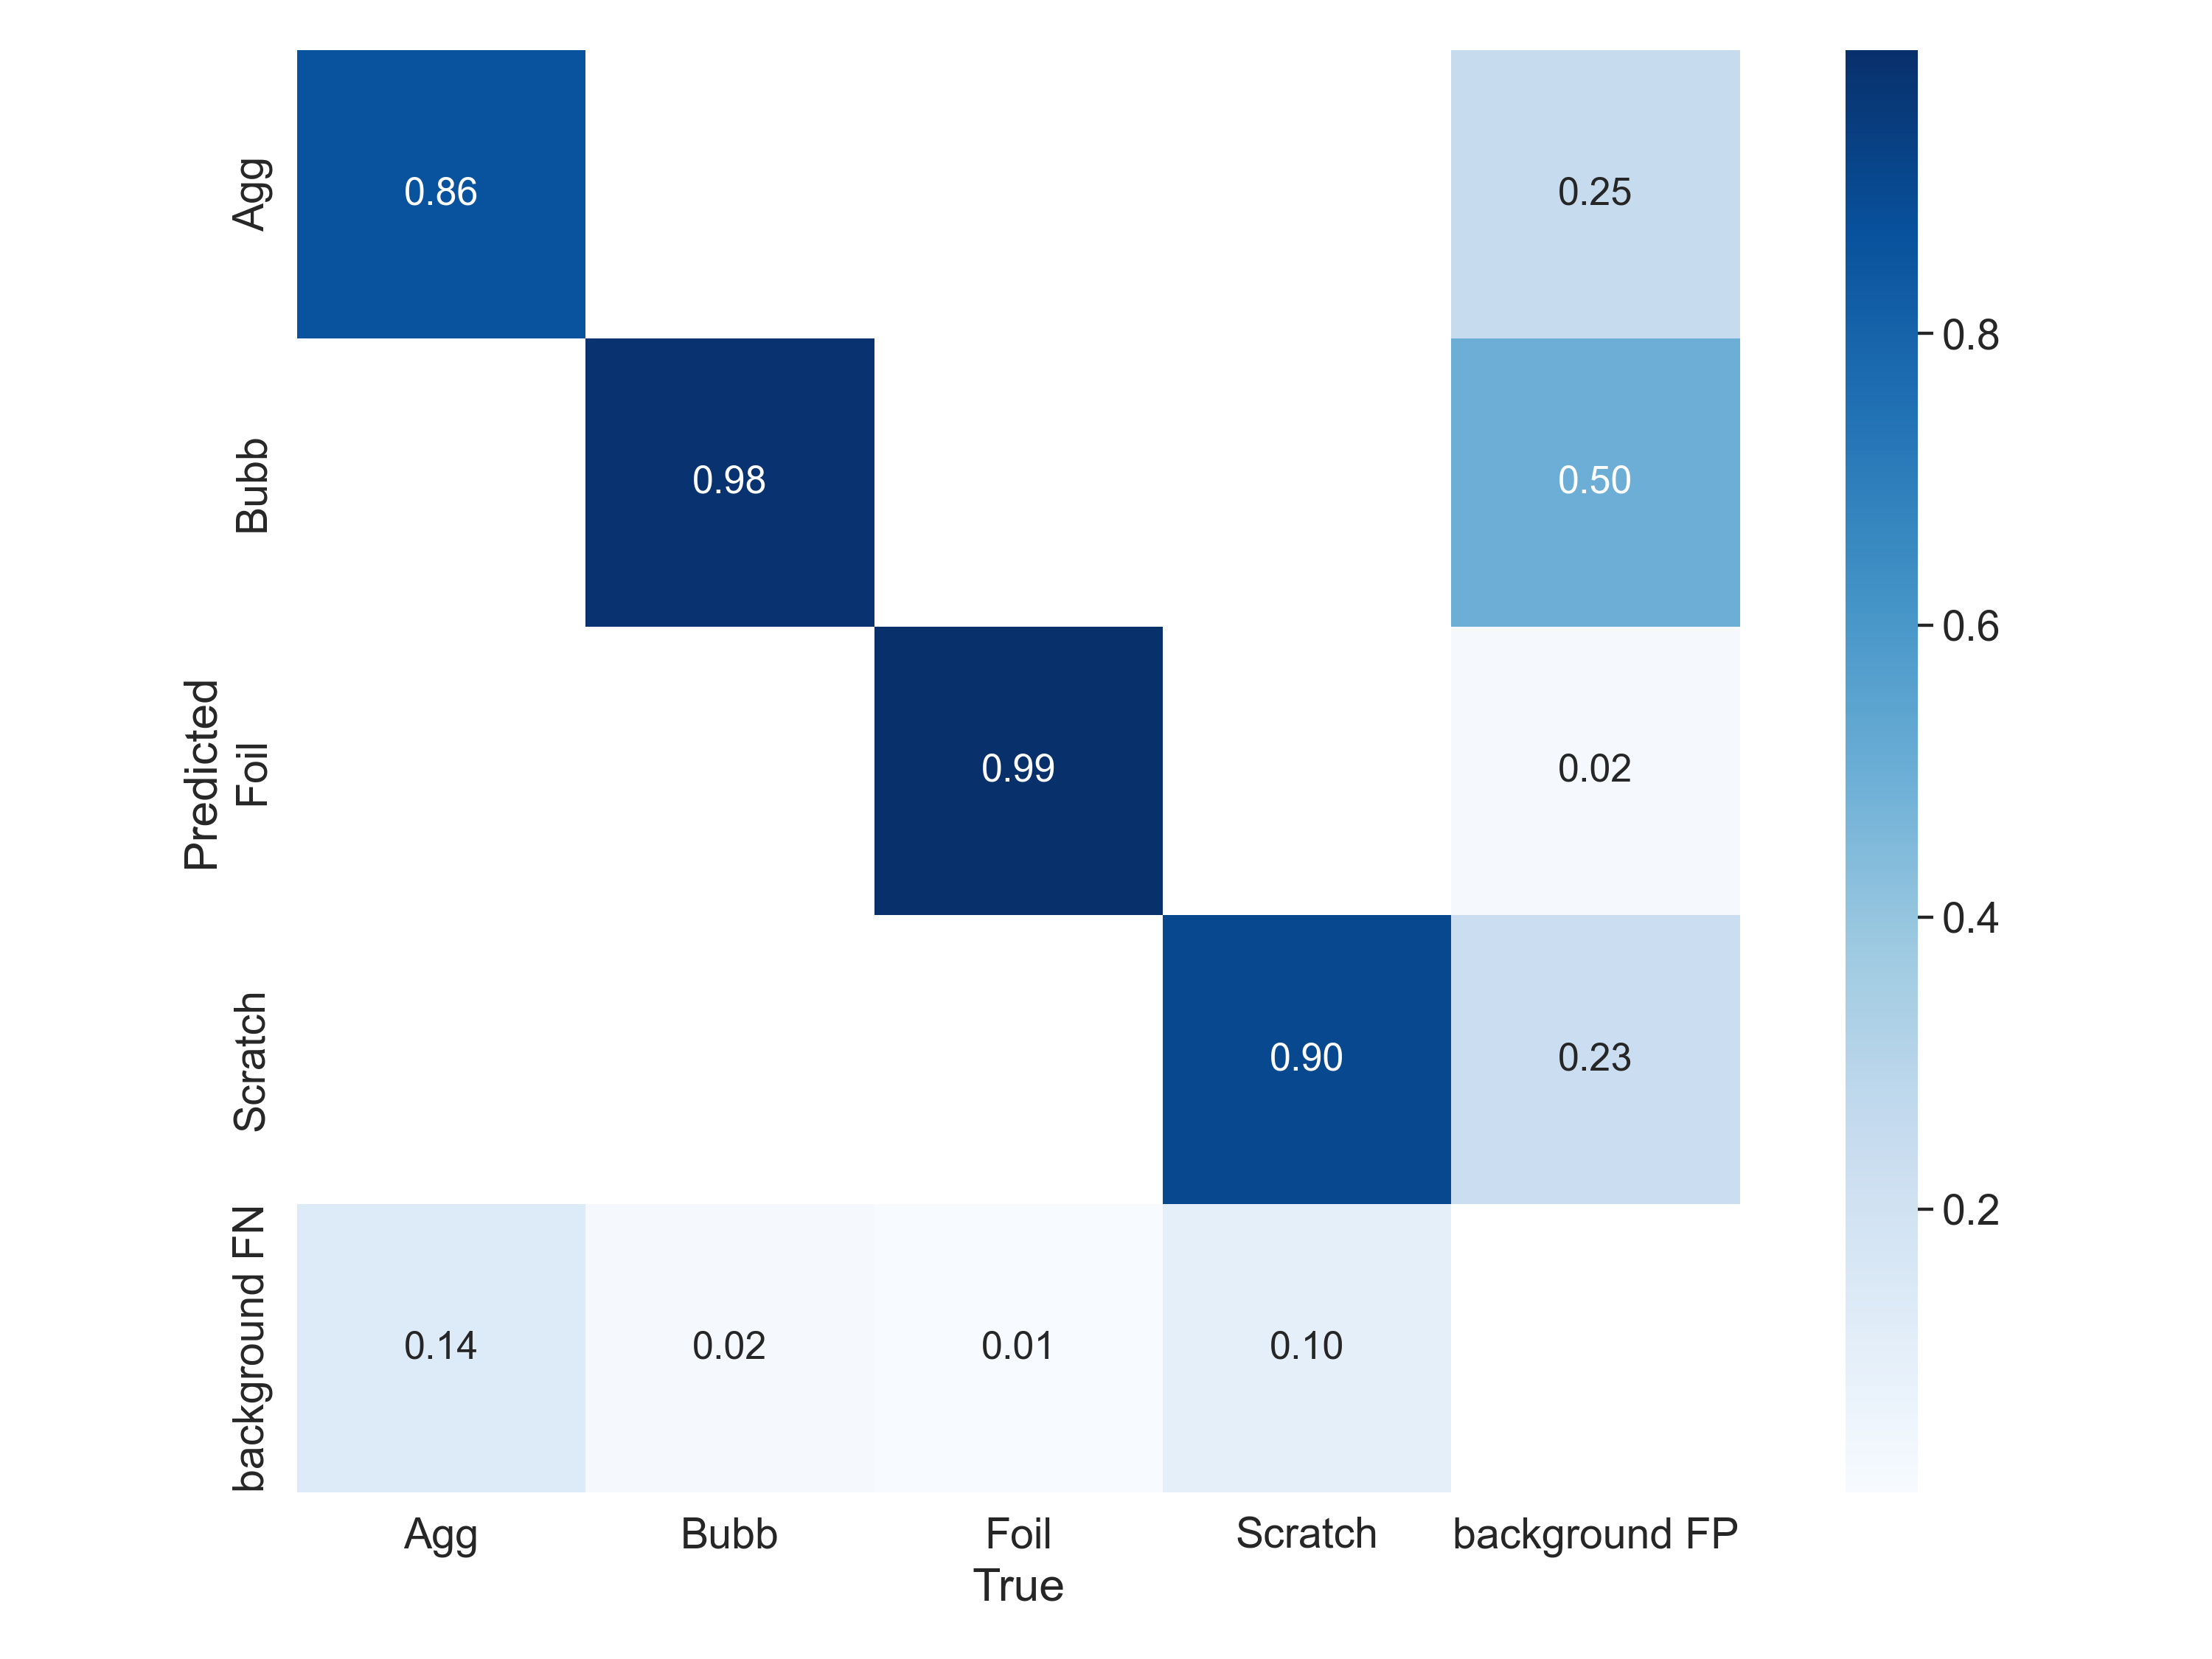 Predicted
Agg
0.86
0.25
Bubb
0.98
0.50
Foil
0.99
0.02
Scratch
0.90
0.23
background FN
0.14
0.02
0.01
0.10
Agg
Bubb
Foil
Scratch
background FP
True
0.8
0.6
0.4
0.2